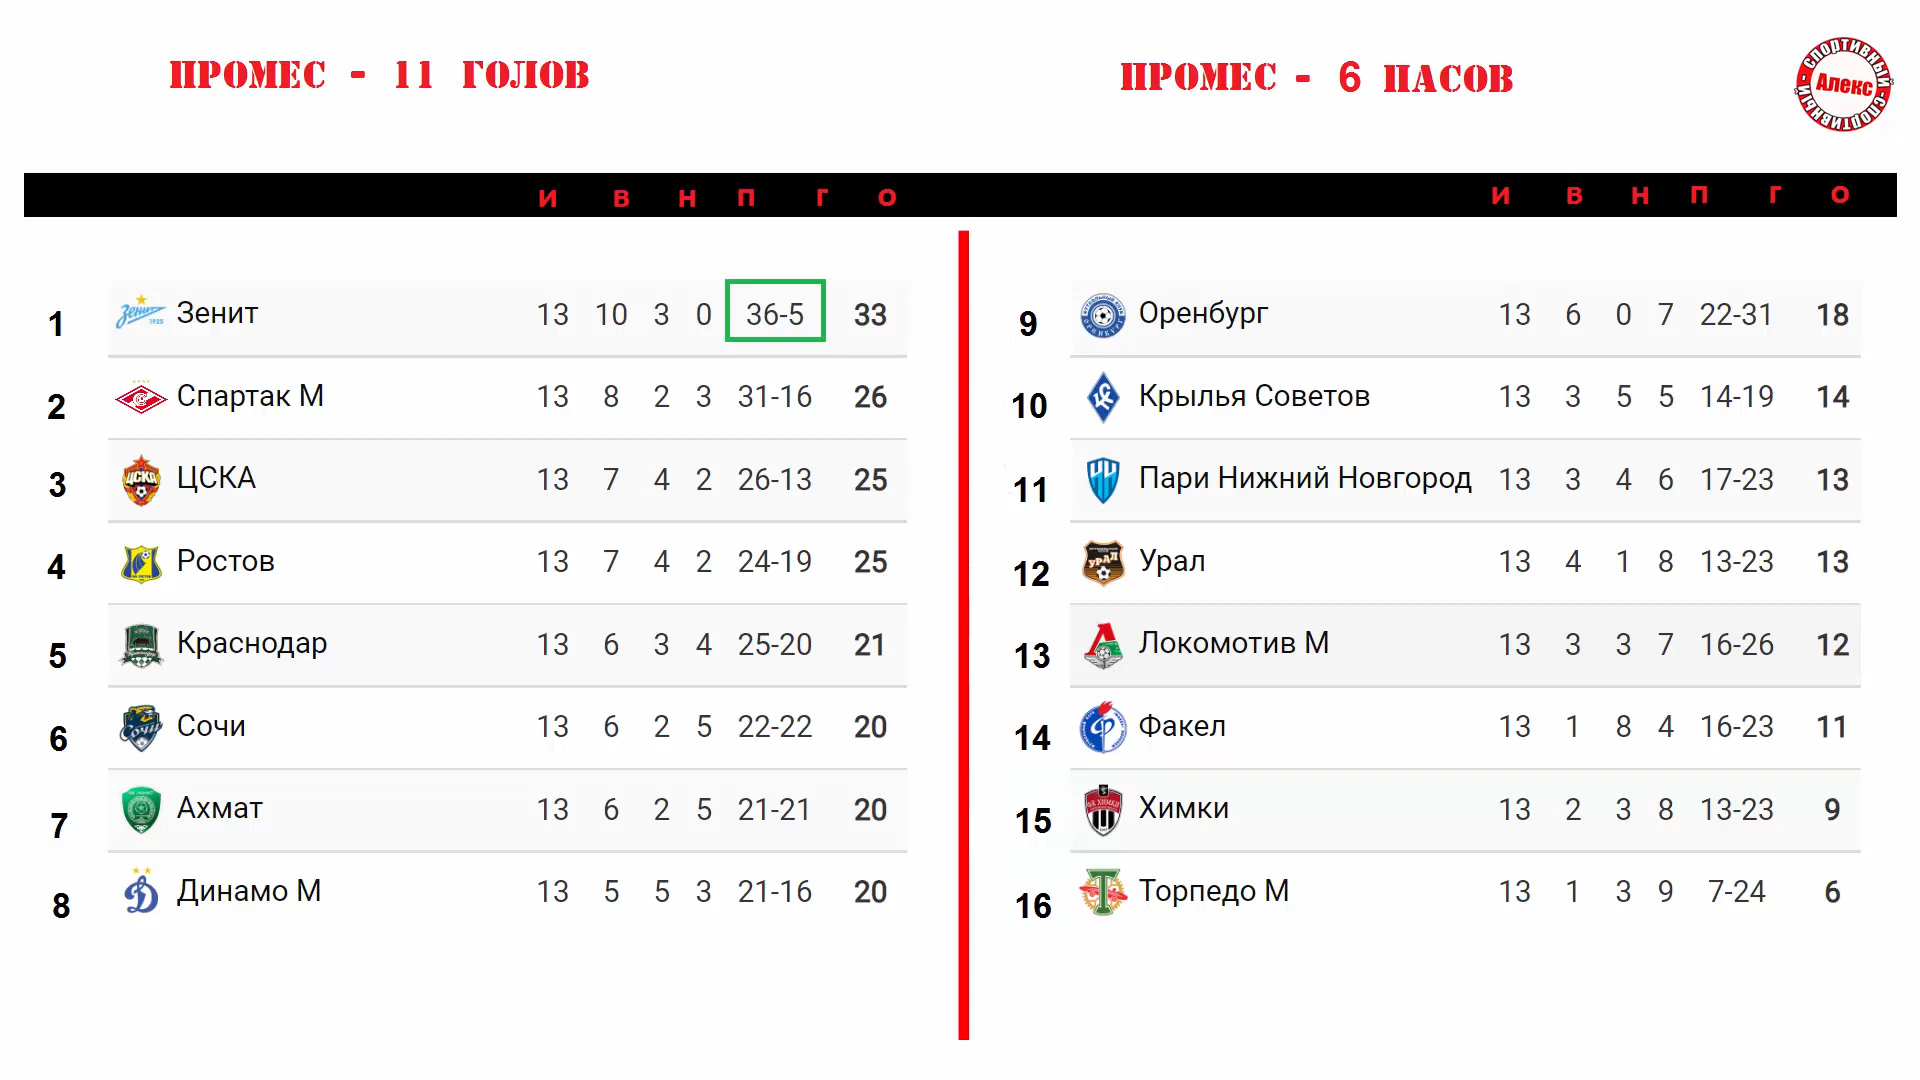 ПРОМЕС - 11 ГОЛОВ
ПРОМЕС - 6 ПАСОВ
СПОРТИВНЫЙ - СПОРТИВНЫЙ -
Алекс
И В Н П Г О
И В Н П Г О
1 Зенит 13 10 3 0 36-5 33
2 Спартак М 13 8 2 3 31-16 26
3 ЦСКА 13 7 4 2 26-13 25
4 Ростов 13 7 4 2 24-19 25
5 Краснодар 13 6 3 4 25-20 21
6 Сочи 13 6 2 5 22-22 20
7 Ахмат 13 6 2 5 21-21 20
8 Динамо М 13 5 5 3 21-16 20
9 Оренбург 13 6 0 7 22-31 18
10 Крылья Советов 13 3 5 5 14-19 14
11 Пари Нижний Новгород 13 3 4 6 17-23 13
12 Урал 13 4 1 8 13-23 13
13 Локомотив М 13 3 3 7 16-26 12
14 Факел 13 1 8 4 16-23 11
15 Химки 13 2 3 8 13-23 9
16 Торпедо М 13 1 3 9 7-24 6